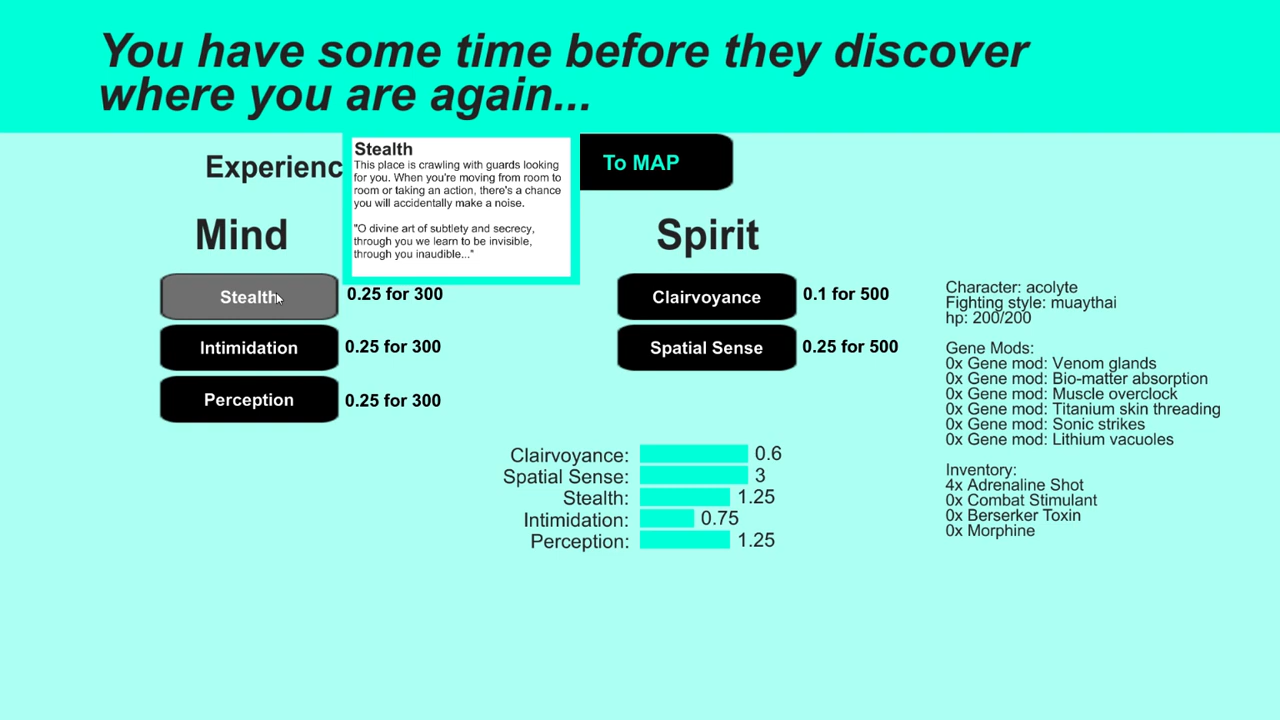 You have some time before they discover
where you are again...
Experienc
To MAP
Stealth
This place is crawling with guards looking
for you. When you're moving from room to
room or taking an action, there's a chance
you will accidentally make a noise.
"O divine art of subtlety and secrecy,
through you we learn to be invisible,
through you inaudible..."
Mind
Stealth
0.25 for 300
Intimidation
0.25 for 300
Perception
0.25 for 300
Spirit
Clairvoyance
0.1 for 500
Spatial Sense
0.25 for 500
Clairvoyance: 0.6
Spatial Sense: 3
Stealth: 1.25
Intimidation: 0.75
Perception: 1.25
Character: acolyte
Fighting style: muaythai
hp: 200/200
Gene Mods:
0x Gene mod: Venom glands
0x Gene mod: Bio-matter absorption
0x Gene mod: Muscle overclock
0x Gene mod: Titanium skin threading
0x Gene mod: Sonic strikes
0x Gene mod: Lithium vacuoles
Inventory:
4x Adrenaline Shot
0x Combat Stimulant
0x Berserker Toxin
0x Morphine